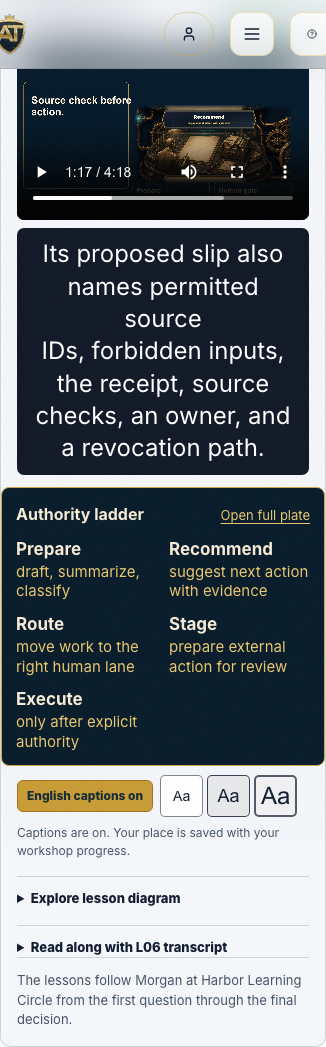 AT
Source check before
action.
Recommend
1:17 / 4:18
Prepare
Human gate
Its proposed slip also
names permitted
source
IDs, forbidden inputs,
the receipt, source
checks, an owner, and
a revocation path.
Authority ladder
Open full plate
Prepare
draft, summarize,
classify
Recommend
suggest next action
with evidence
Route
move work to the
right human lane
Stage
prepare external
action for review
Execute
only after explicit
authority
English captions on
Aa
Aa
Aa
Captions are on. Your place is saved with your
workshop progress.
Explore lesson diagram
Read along with L06 transcript
The lessons follow Morgan at Harbor Learning
Circle from the first question through the final
decision.